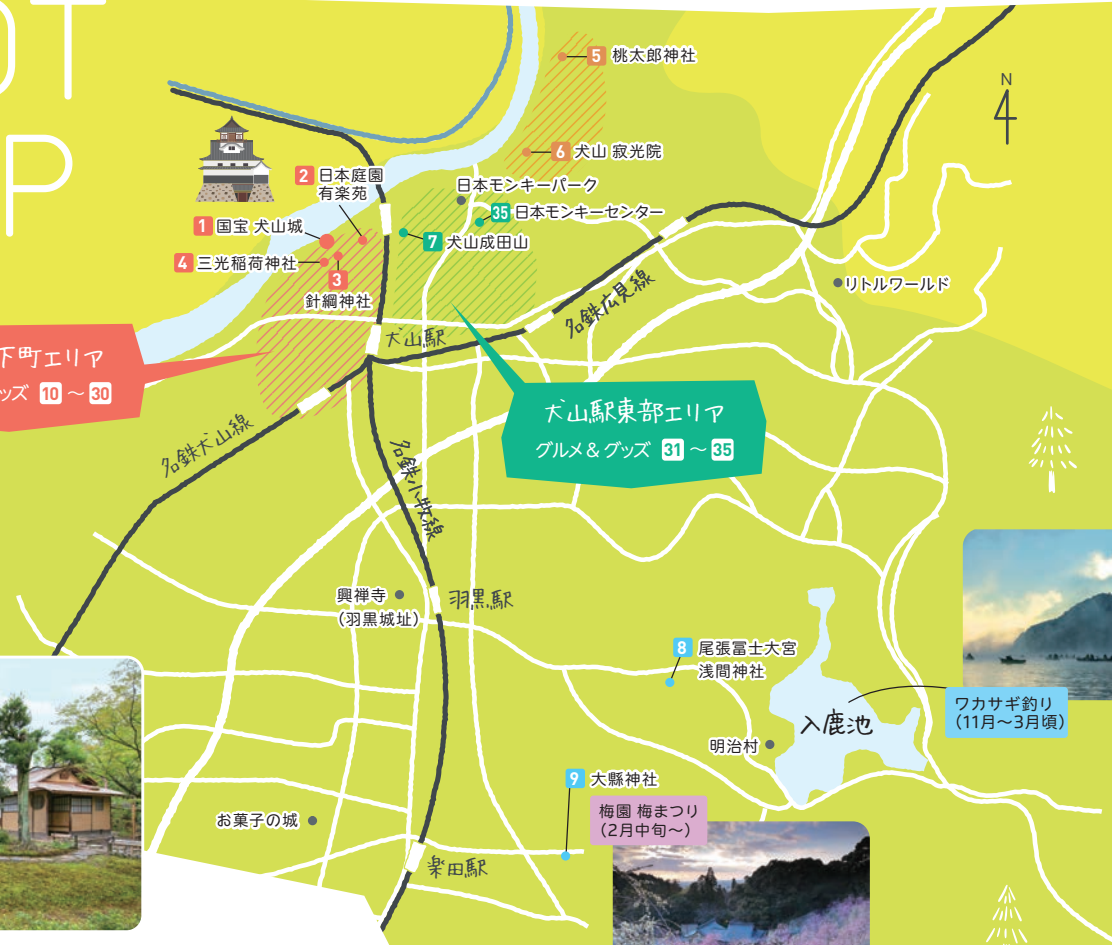 OT
P
N
5 桃太郎神社
6 犬山 寂光院
2 日本庭園
有楽苑
日本モンキーパーク
35 日本モンキーセンター
1 国宝 犬山城
7 犬山成田山
4 三光稲荷神社
3
針綱神社
リトルワールド
名鉄広見線
犬山駅
下町エリア
ッズ 10 〜 30
犬山駅東部エリア
グルメ & グッズ 31 〜 35
名鉄犬山線
名鉄小牧線
興禅寺
(羽黒城址)
羽黒駅
8 尾張冨士大宮
浅間神社
ワカサギ釣り
(11月〜3月頃)
入鹿池
明治村
9 大縣神社
梅園 梅まつり
(2月中旬〜)
お菓子の城
楽田駅